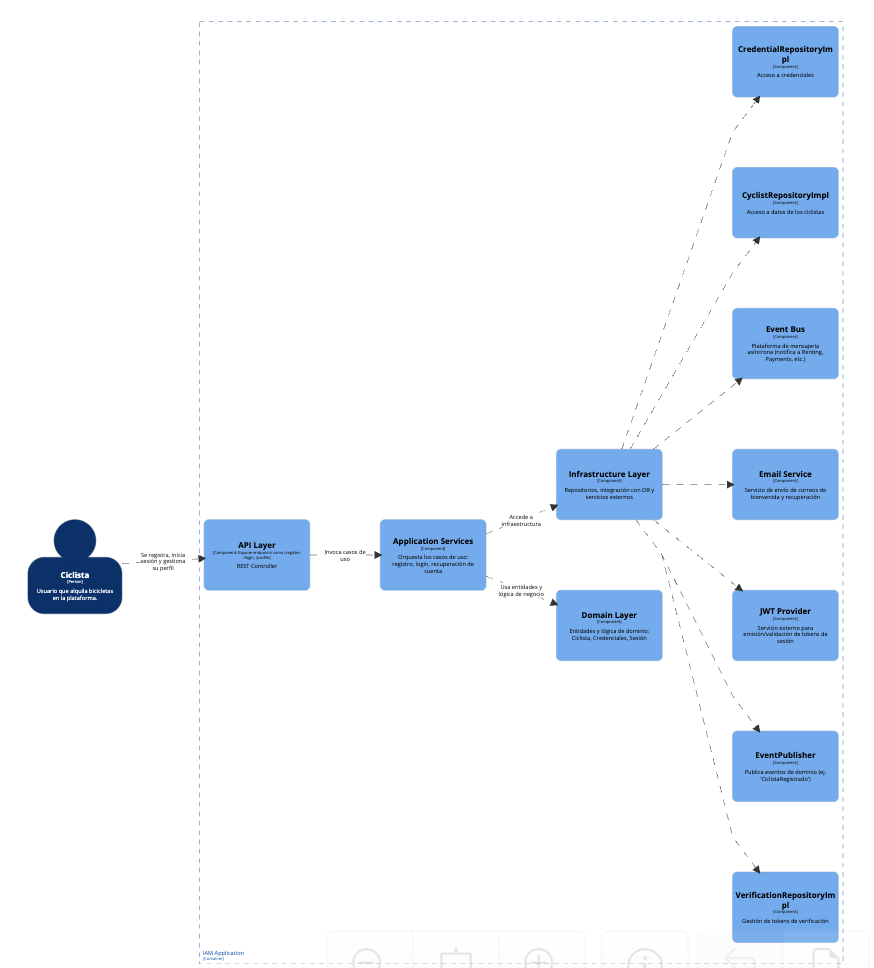 CredentialRepositoryIm
pl
[Component]
Acceso a credenciales
CyclistRepositoryImpl
[Component]
Acceso a datos de los ciclistas
Event Bus
[Component]
Plataforma de mensajería
asíncrona (notifica a Renting,
Payments, etc.)
Infrastructure Layer
[Component]
Repositorios, integración con DB y
servicios externos
Email Service
[Component]
Servicio de envío de correos de
bienvenida y recuperación
Accede a
infraestructura
Ciclista
[Person]
Usuario que alquila bicicletas
en la plataforma.
Se registra, inicia
sesión y gestiona
su perfil
API Layer
[Component: Expone endpoints como /register,
/login, /profile]
REST Controller
Invoca casos de
uso
Application Services
[Component]
Orquesta los casos de uso:
registro, login, recuperación de
cuenta
Usa entidades y
lógica de negocio
Domain Layer
[Component]
Entidades y lógica de dominio:
Ciclista, Credenciales, Sesión
JWT Provider
[Component]
Servicio externo para
emisión/validación de tokens de
sesión
EventPublisher
[Component]
Publica eventos de dominio (ej.
'CiclistaRegistrado')
VerificationRepositoryIm
pl
[Component]
Gestión de tokens de verificación
IAM Application
[Container]